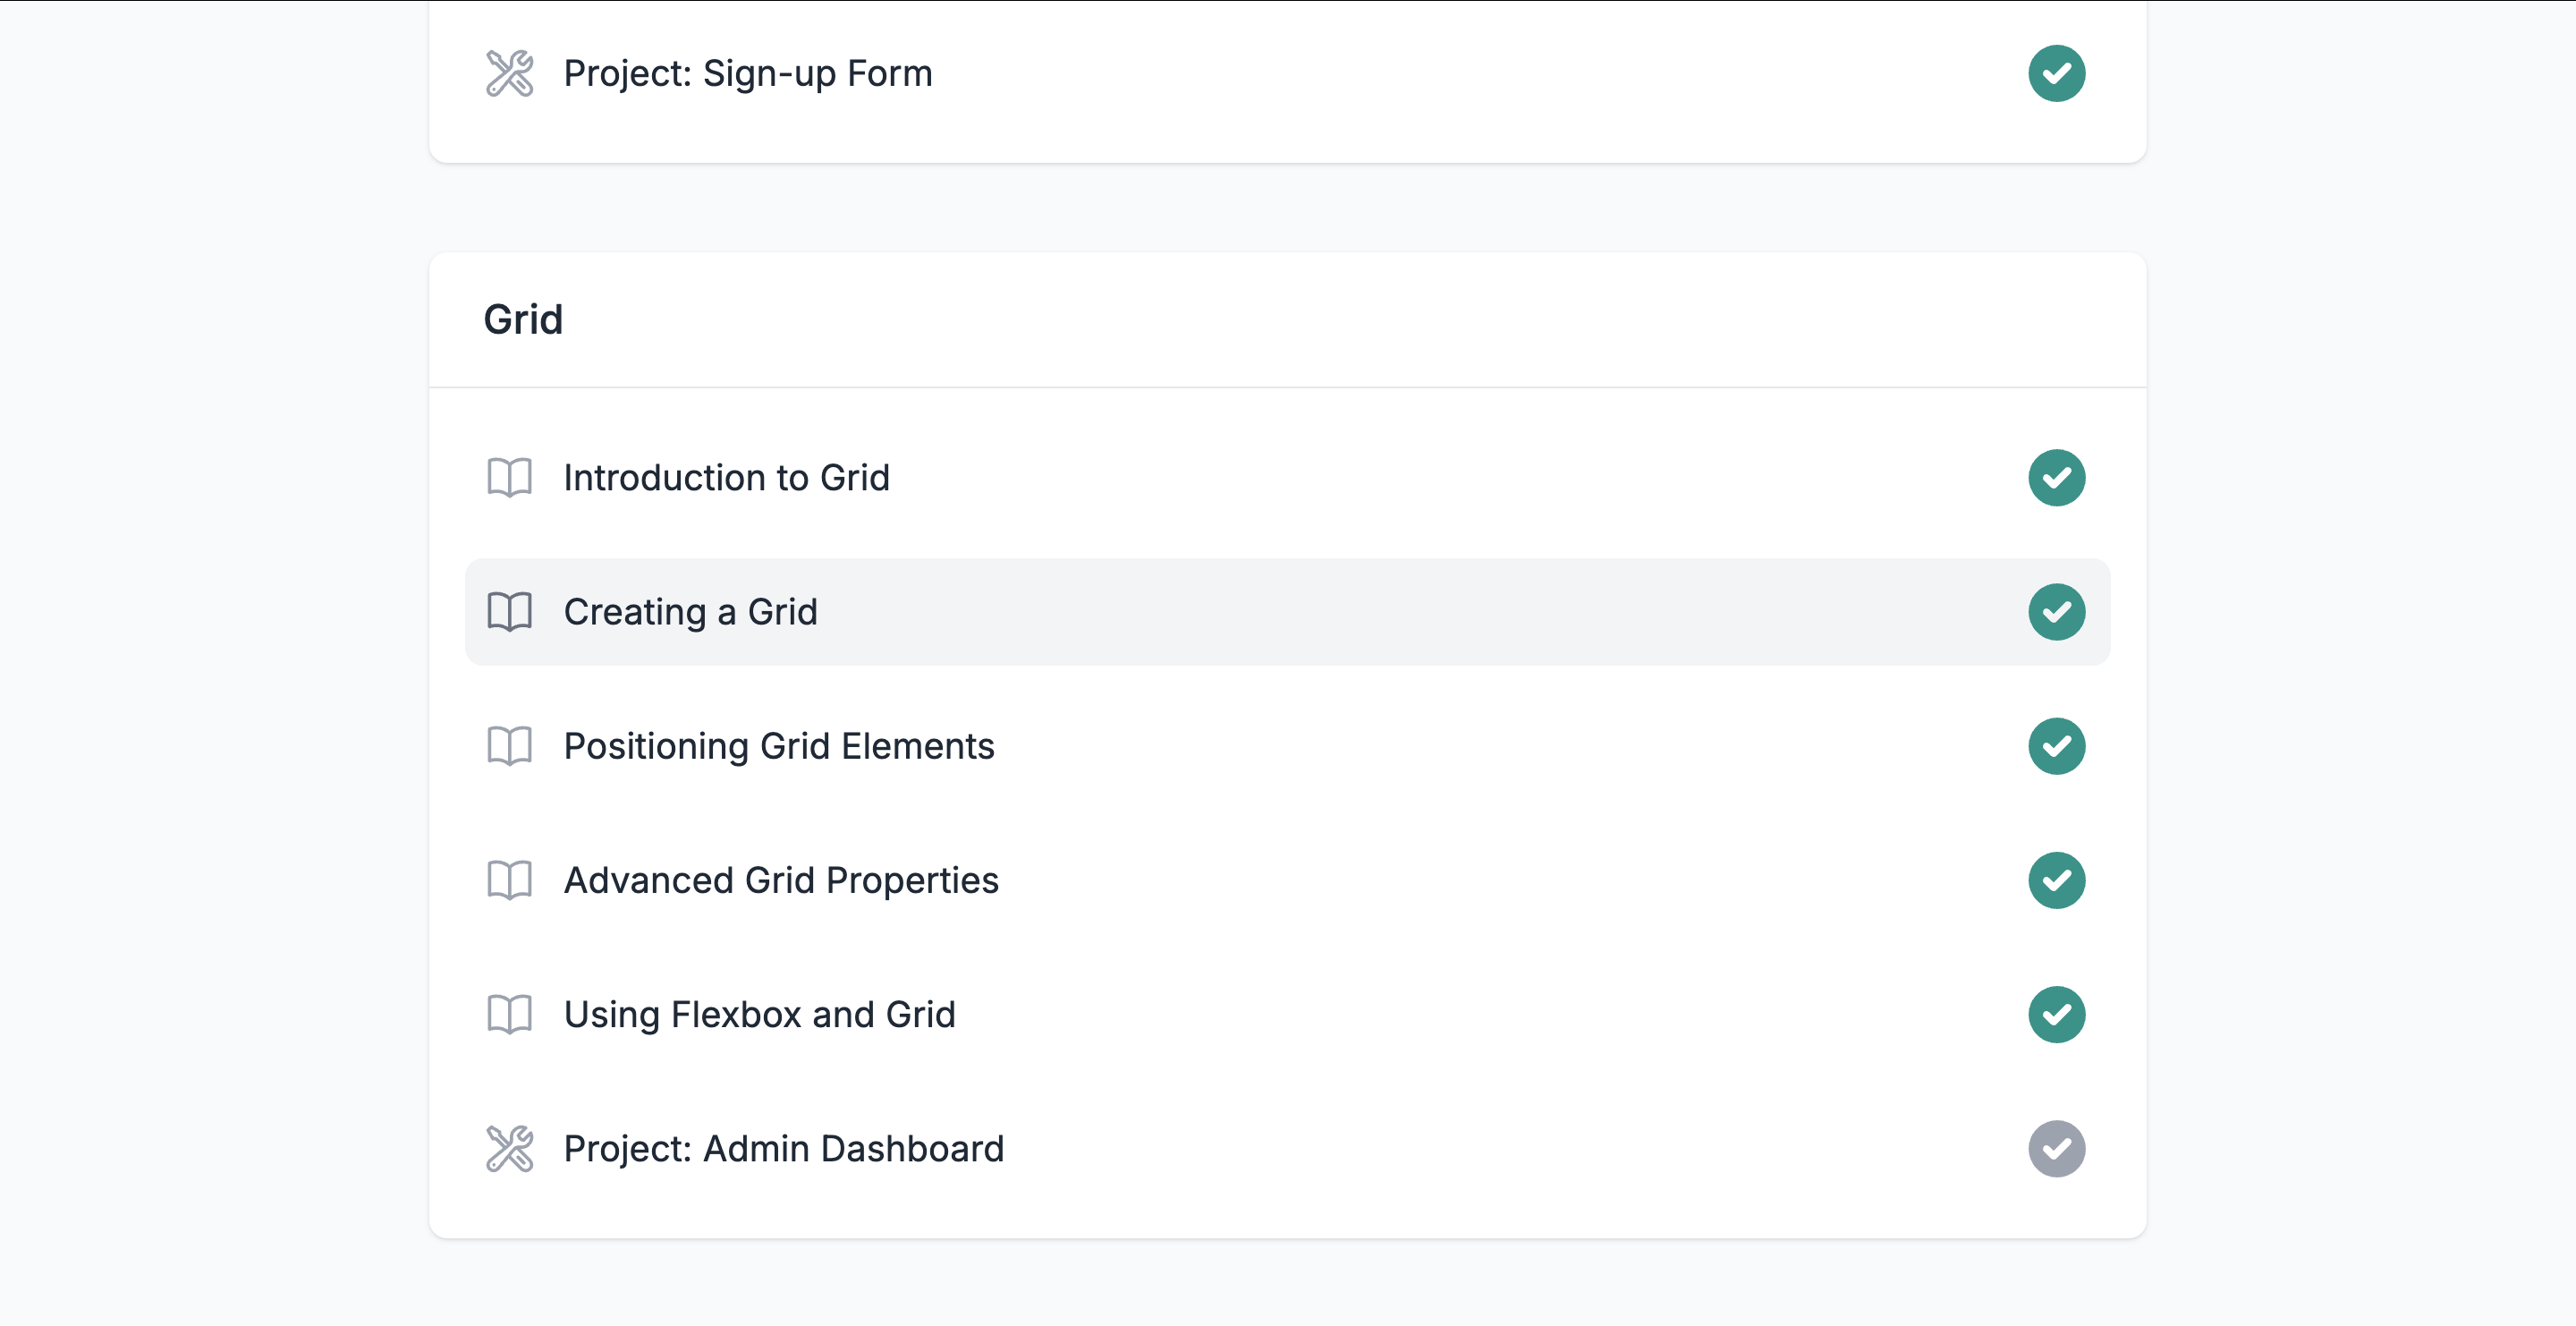 Project: Sign-up Form
Grid
Introduction to Grid
Creating a Grid
Positioning Grid Elements
Advanced Grid Properties
Using Flexbox and Grid
Project: Admin Dashboard